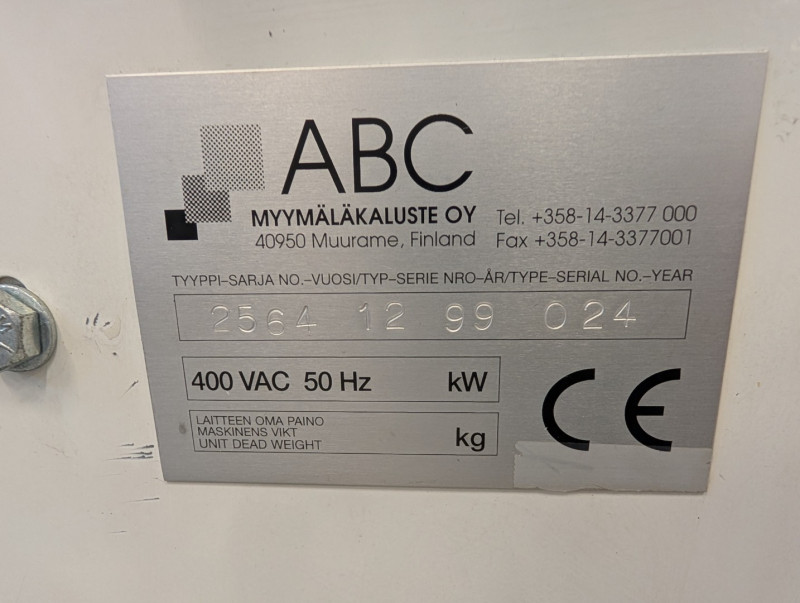 ABC
MYYMÄLÄKALUSTE OY Tel. +358-14-3377 000
40950 Muurame, Finland Fax +358-14-3377001
TYYPPI-SARJA NO.-VUOSI/TYP-SERIE NRO-ÅR/TYPE-SERIAL NO.-YEAR
2564 12 99 024
400 VAC 50 Hz kW
LAITTEEN OMA PAINO
MASKINENS VIKT
UNIT DEAD WEIGHT
kg
CE